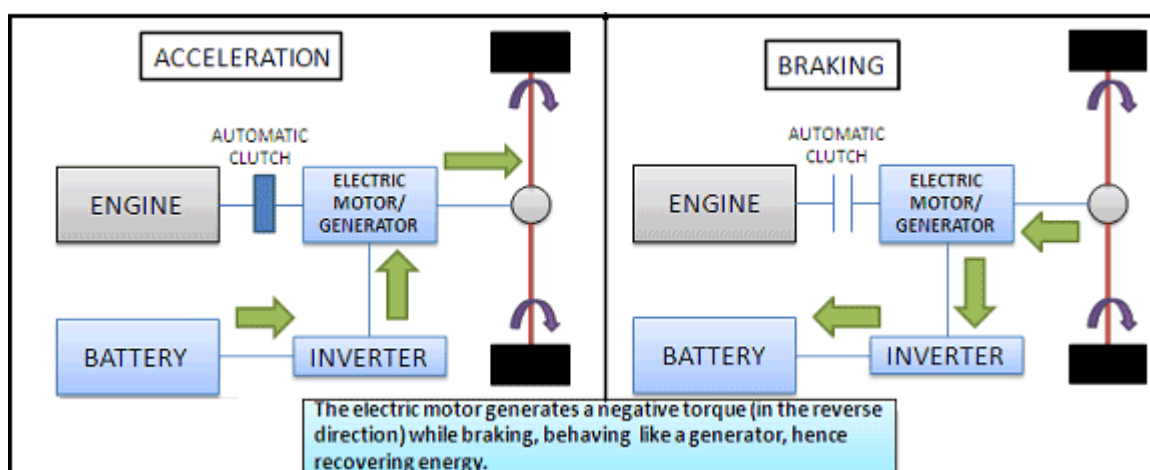 ACCELERATION
AUTOMATIC
CLUTCH
ENGINE
ELECTRIC
MOTOR/
GENERATOR
BATTERY
INVERTER
BRAKING
AUTOMATIC
CLUTCH
ENGINE
ELECTRIC
MOTOR/
GENERATOR
BATTERY
INVERTER
The electric motor generates a negative torque (in the reverse
direction) while braking, behaving like a generator, hence
recovering energy.